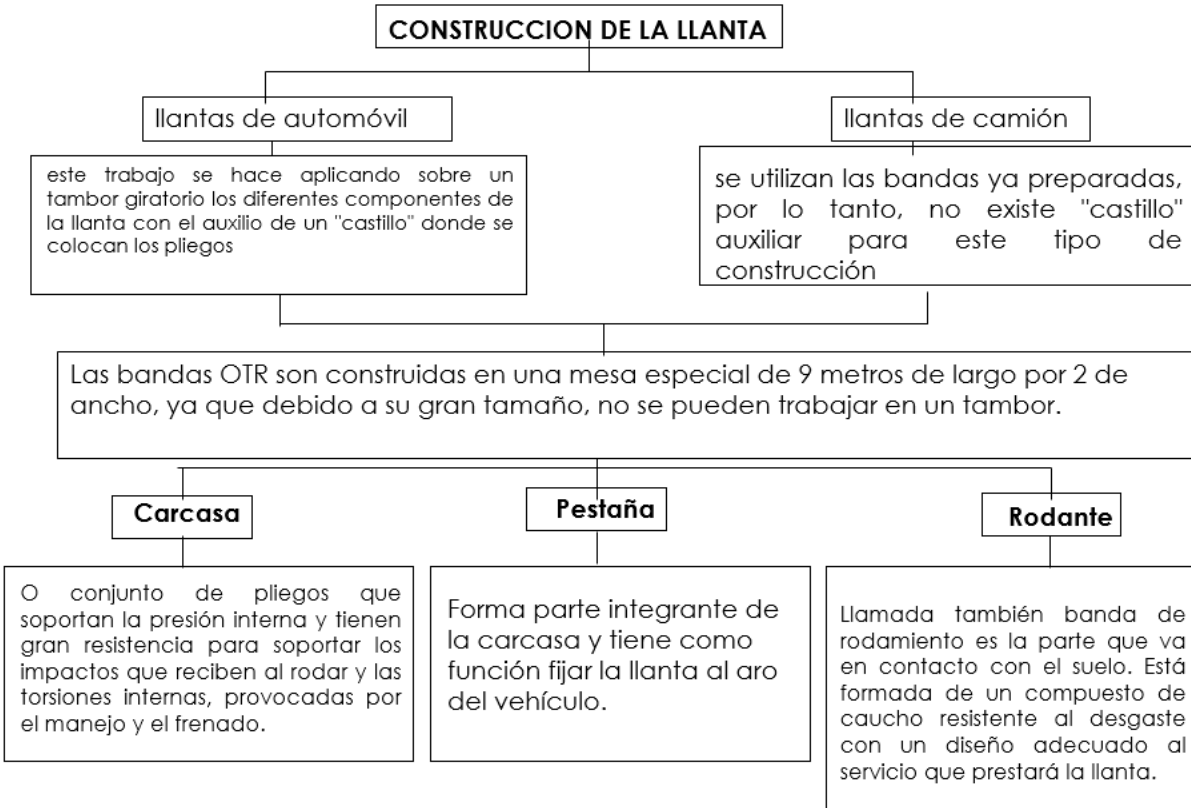 CONSTRUCCION DE LA LLANTA
llantas de automóvil
este trabajo se hace aplicando sobre un
tambor giratorio los diferentes componentes de
la llanta con el auxilio de un "castillo" donde se
colocan los pliegos
llantas de camión
se utilizan las bandas ya preparadas,
por lo tanto, no existe "castillo"
auxiliar para este tipo de
construcción
Las bandas OTR son construidas en una mesa especial de 9 metros de largo por 2 de
ancho, ya que debido a su gran tamaño, no se pueden trabajar en un tambor.
Carcasa
O conjunto de pliegos que
soportan la presión interna y tienen
gran resistencia para soportar los
impactos que reciben al rodar y las
torsiones internas, provocadas por
el manejo y el frenado.
Pestaña
Forma parte integrante de
la carcasa y tiene como
función fijar la llanta al aro
del vehículo.
Rodante
Llamada también banda de
rodamiento es la parte que va
en contacto con el suelo. Está
formada de un compuesto de
caucho resistente al desgaste
con un diseño adecuado al
servicio que prestará la llanta.